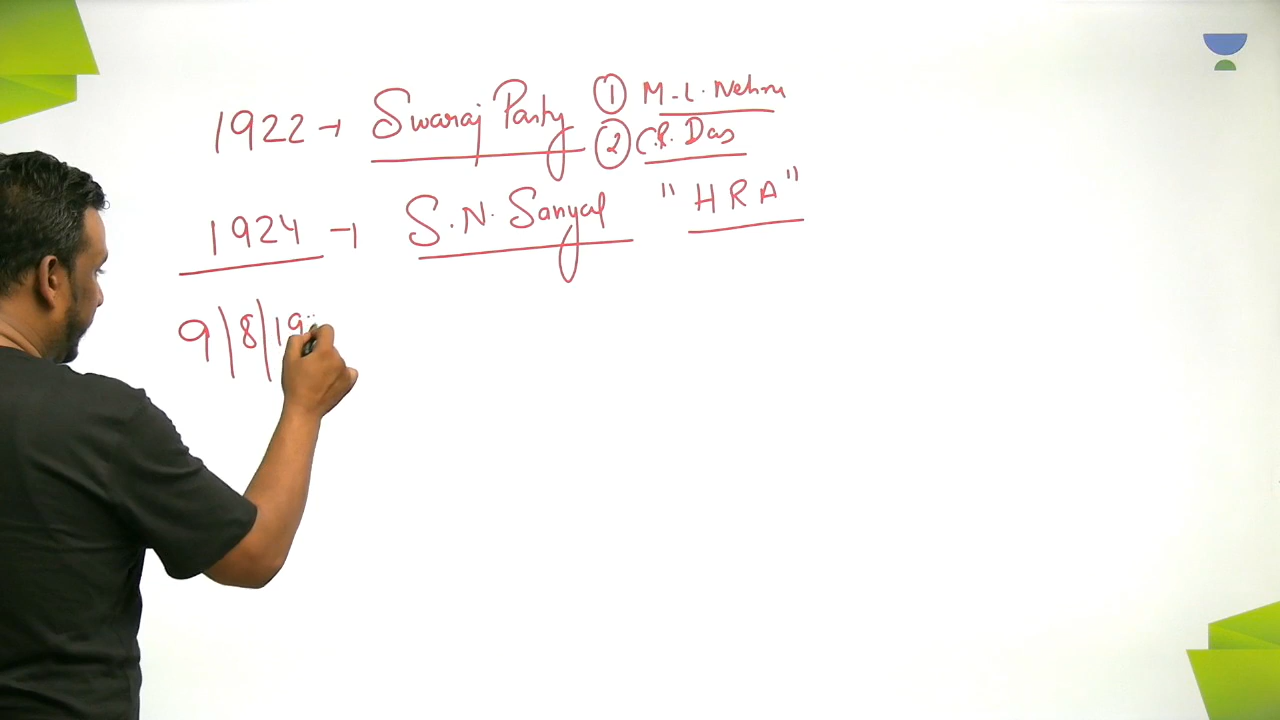 1922 → Swaraj Party ① M.L. Nehru
② C.R. Das
1924 → S.N. Sanyal "HRA"
9|8|19